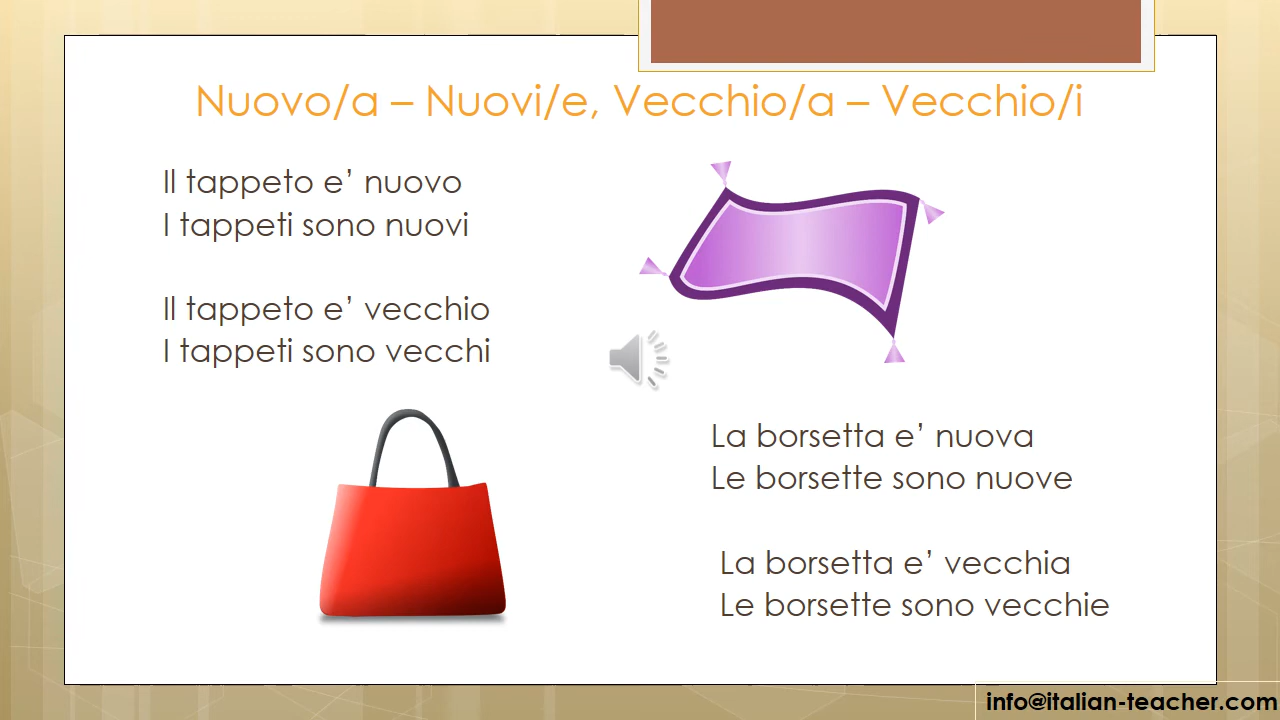 Nuovo/a – Nuovi/e, Vecchio/a – Vecchio/i
Il tappeto e’ nuovo
I tappeti sono nuovi
Il tappeto e’ vecchio
I tappeti sono vecchi
La borsetta e’ nuova
Le borsette sono nuove
La borsetta e’ vecchia
Le borsette sono vecchie
info@italian-teacher.com